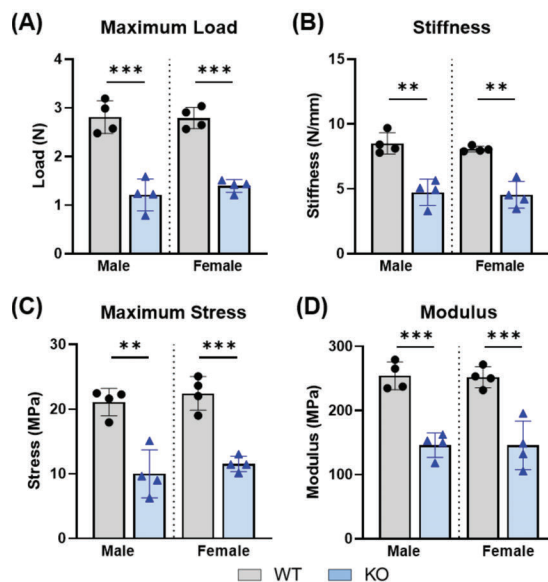 (A) Maximum Load
*** ***
Load (N)
4
3
2
1
0
Male Female
(B) Stiffness
** **
Stiffness (N/mm)
15
10
5
0
Male Female
(C) Maximum Stress
** ***
Stress (MPa)
30
20
10
0
Male Female
(D) Modulus
*** ***
Modulus (MPa)
300
200
100
0
Male Female
WT KO